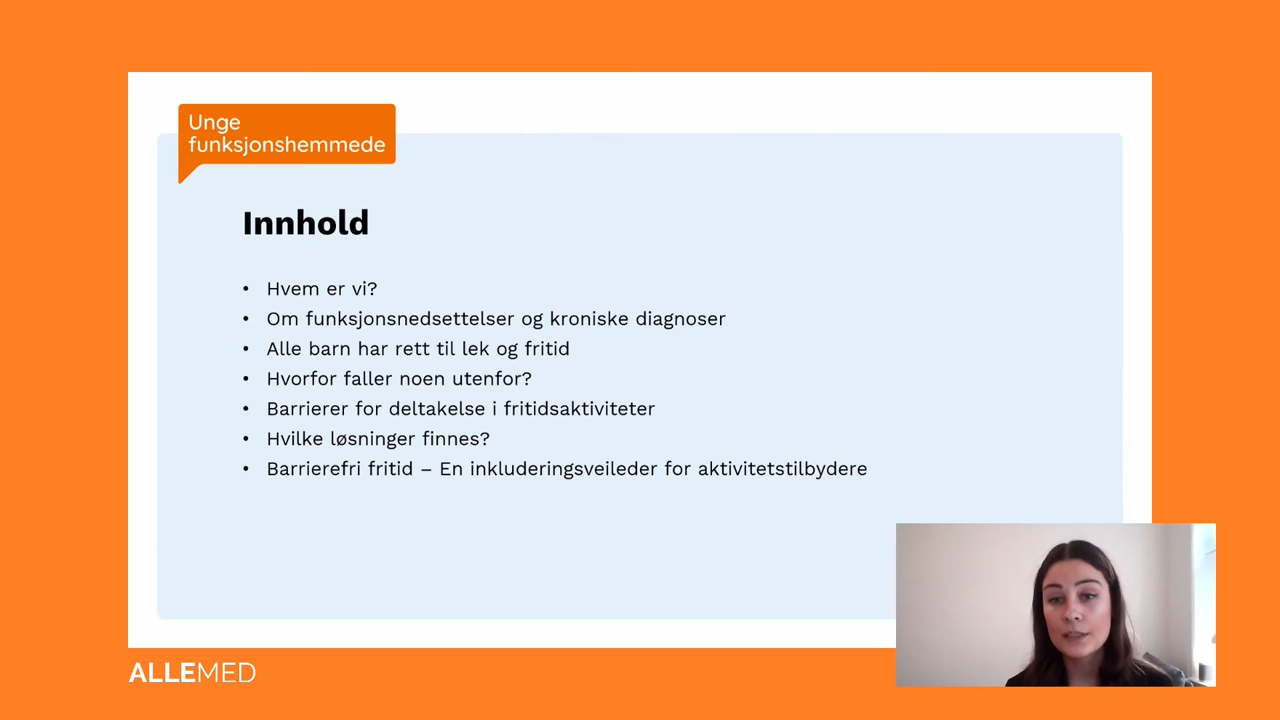 Unge
funksjonshemmede
Innhold
• Hvem er vi?
• Om funksjonsnedsettelser og kroniske diagnoser
• Alle barn har rett til lek og fritid
• Hvorfor faller noen utenfor?
• Barrierer for deltakelse i fritidsaktiviteter
• Hvilke løsninger finnes?
• Barrierefri fritid – En inkluderingsveileder for aktivitetstilbydere
ALLEMED